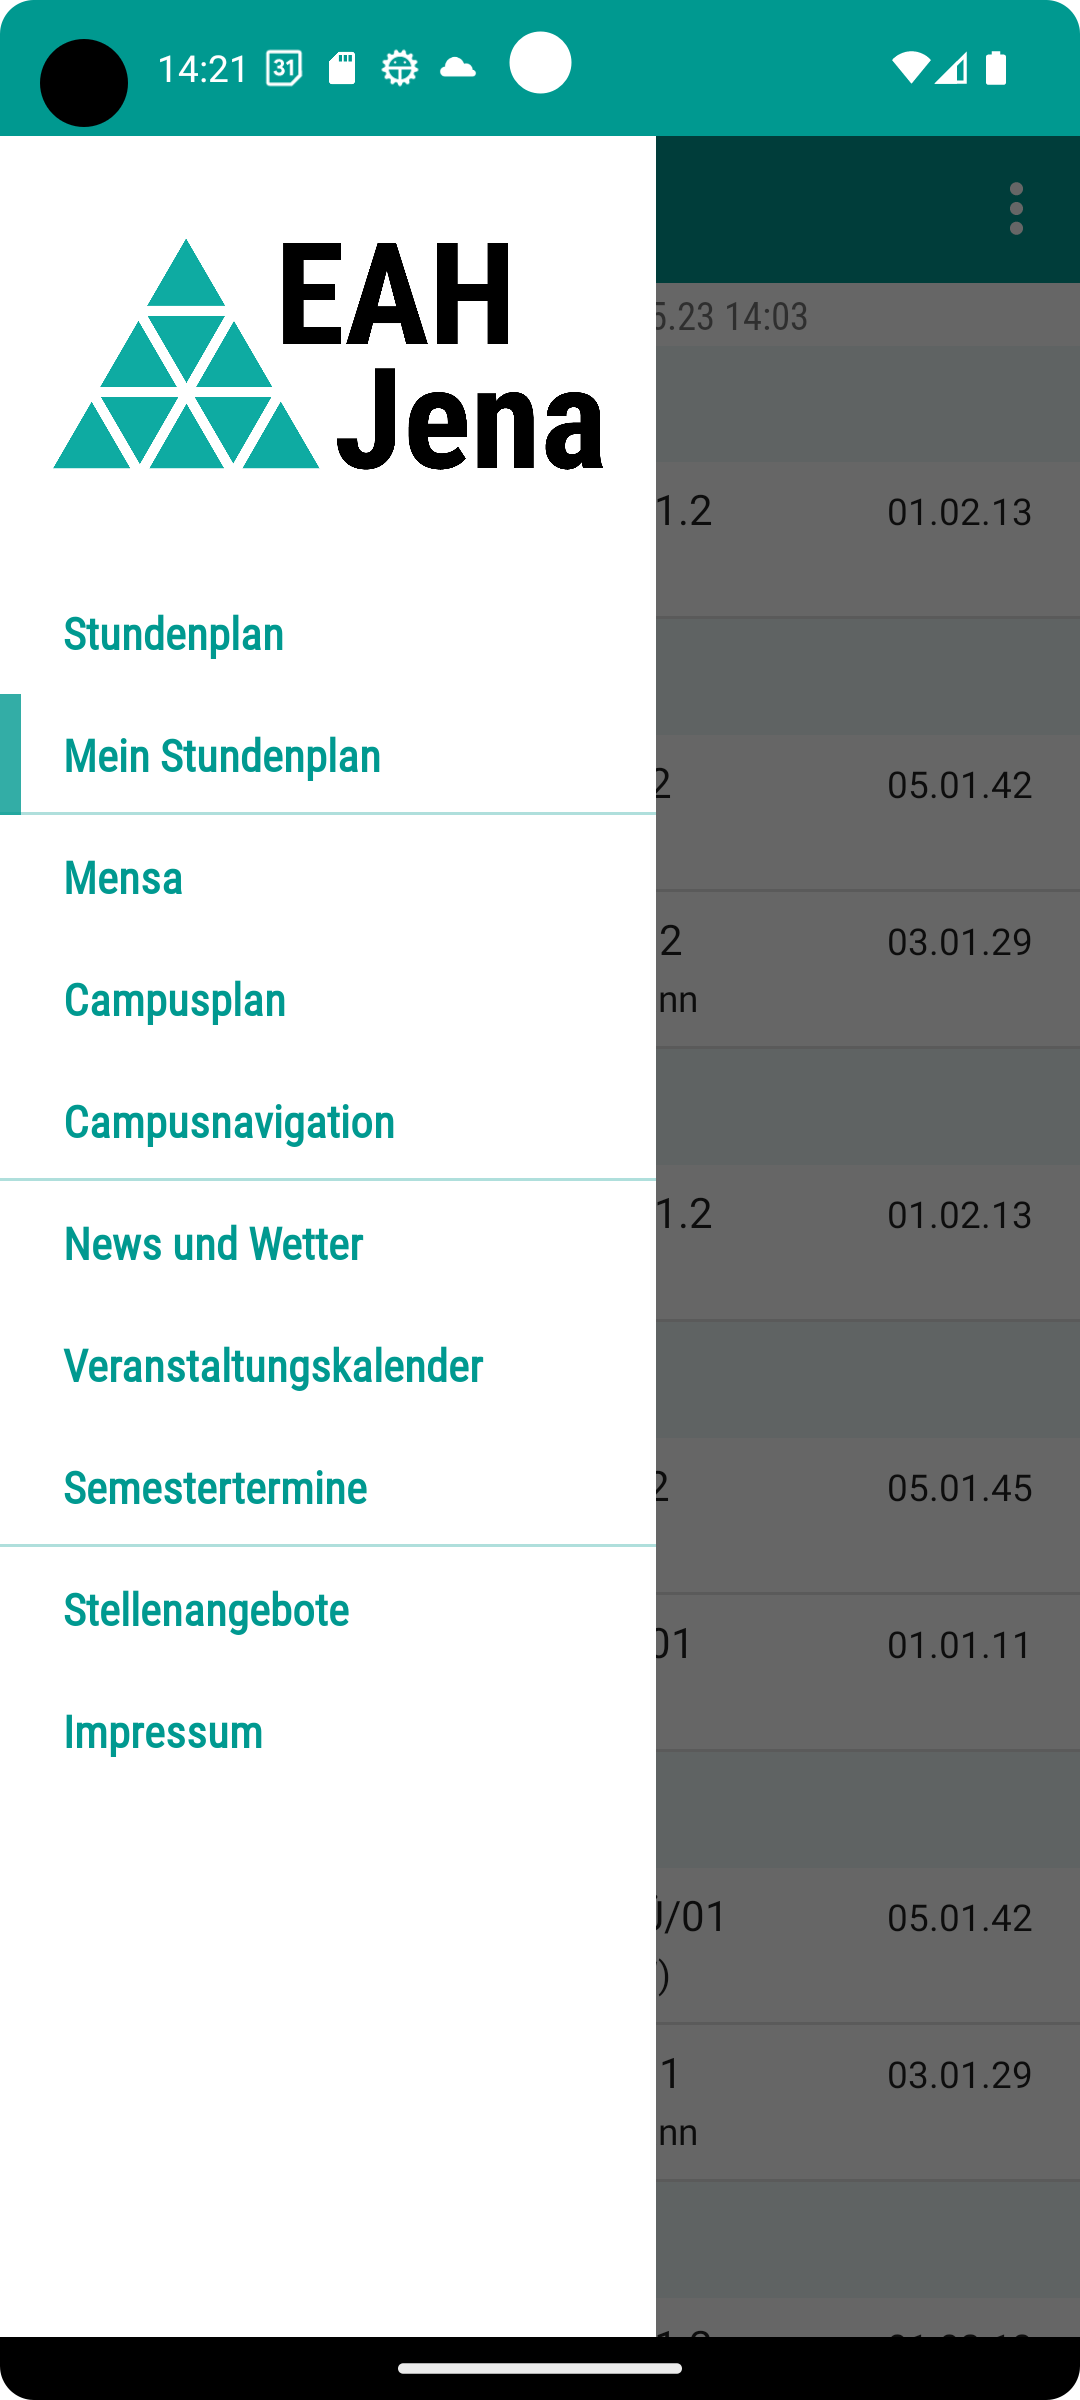 14:21
31
EAH
Jena
Stundenplan
Mein Stundenplan
Mensa
Campusplan
Campusnavigation
News und Wetter
Veranstaltungskalender
Semestertermine
Stellenangebote
Impressum
5.23 14:03
1.2 01.02.13
2 05.01.42
2 03.01.29
nn
1.2 01.02.13
2 05.01.45
01 01.01.11
/01 05.01.42
)
1 03.01.29
nn